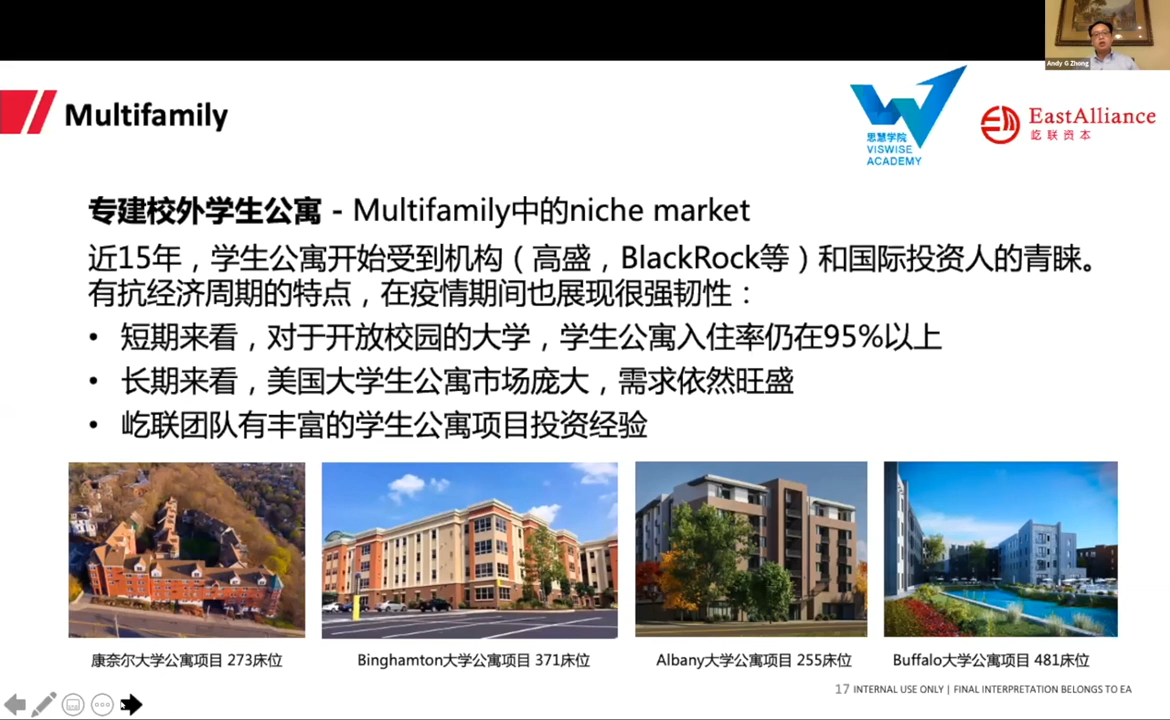 Andy G Zhong
Multifamily
思慧学院
VISWISE
ACADEMY
EastAlliance
屹联资本
专建校外学生公寓 - Multifamily中的niche market
近15年，学生公寓开始受到机构（高盛，BlackRock等）和国际投资人的青睐。
有抗经济周期的特点，在疫情期间也展现很强韧性：
• 短期来看，对于开放校园的大学，学生公寓入住率仍在95%以上
• 长期来看，美国大学生公寓市场庞大，需求依然旺盛
• 屹联团队有丰富的学生公寓项目投资经验
康奈尔大学公寓项目 273床位
Binghamton大学公寓项目 371床位
Albany大学公寓项目 255床位
Buffalo大学公寓项目 481床位
17 INTERNAL USE ONLY | FINAL INTERPRETATION BELONGS TO EA